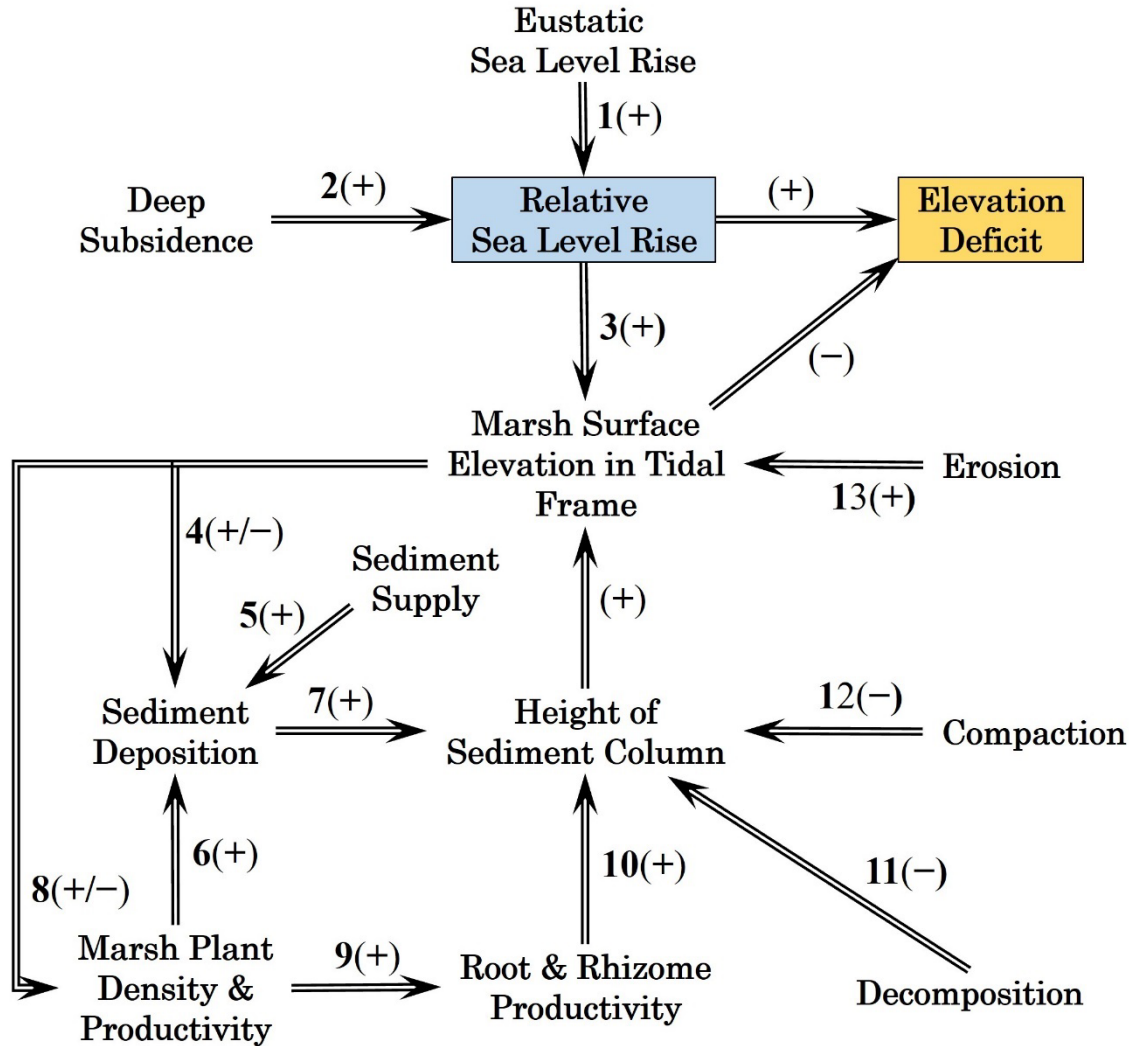 Eustatic
Sea Level Rise
1(+)
Deep
Subsidence
2(+)
Relative
Sea Level Rise
(+)
Elevation
Deficit
3(+)
(−)
Marsh Surface
Elevation in Tidal
Frame
Erosion
13(+)
4(+/−)
Sediment
Supply
5(+)
(+)
Sediment
Deposition
7(+)
Height of
Sediment Column
12(−)
Compaction
6(+)
10(+)
11(−)
8(+/−)
Marsh Plant
Density &
Productivity
9(+)
Root & Rhizome
Productivity
Decomposition